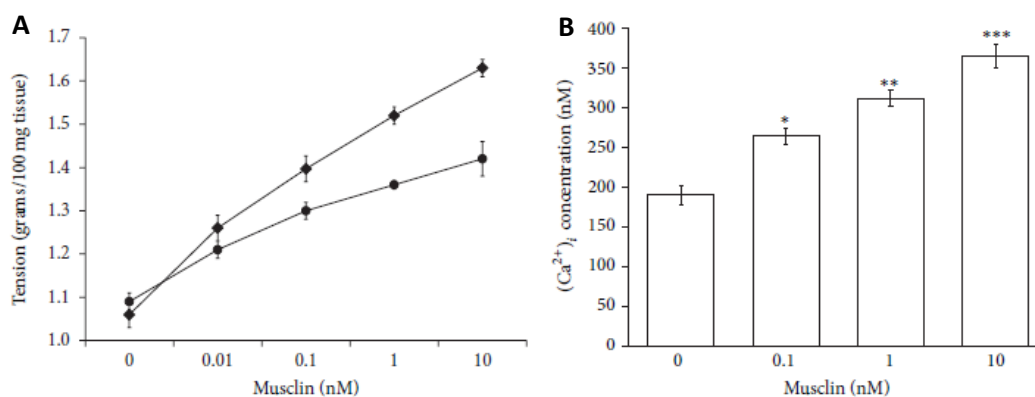 A
1.7
1.6
1.5
1.4
1.3
1.2
1.1
1.0
Tension (grams/100 mg tissue)
0 0.01 0.1 1 10
Musclin (nM)
B
400
350
300
250
200
150
100
50
0
(Ca²⁺)ᵢ concentration (nM)
*
**
***
0 0.1 1 10
Musclin (nM)